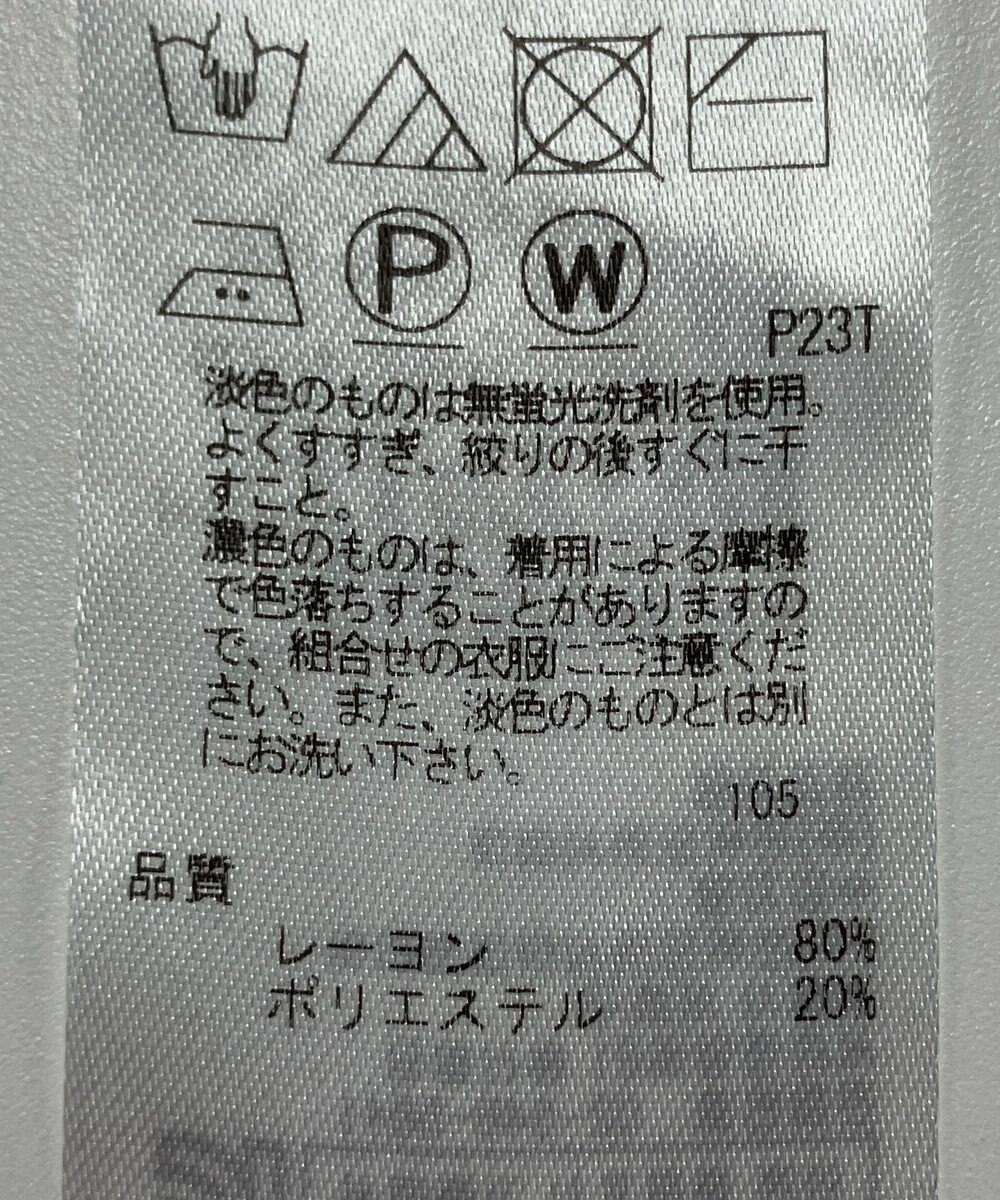 P W
P23T
淡色のものは無蛍光洗剤を使用。
よくすすぎ、絞りの後すぐに干
すこと。
濃色のものは、着用による摩擦
で色落ちすることがありますの
で、組合せの衣服にご注意くだ
さい。また、淡色のものとは別
にお洗い下さい。
105
品質
レーヨン 80%
ポリエステル 20%